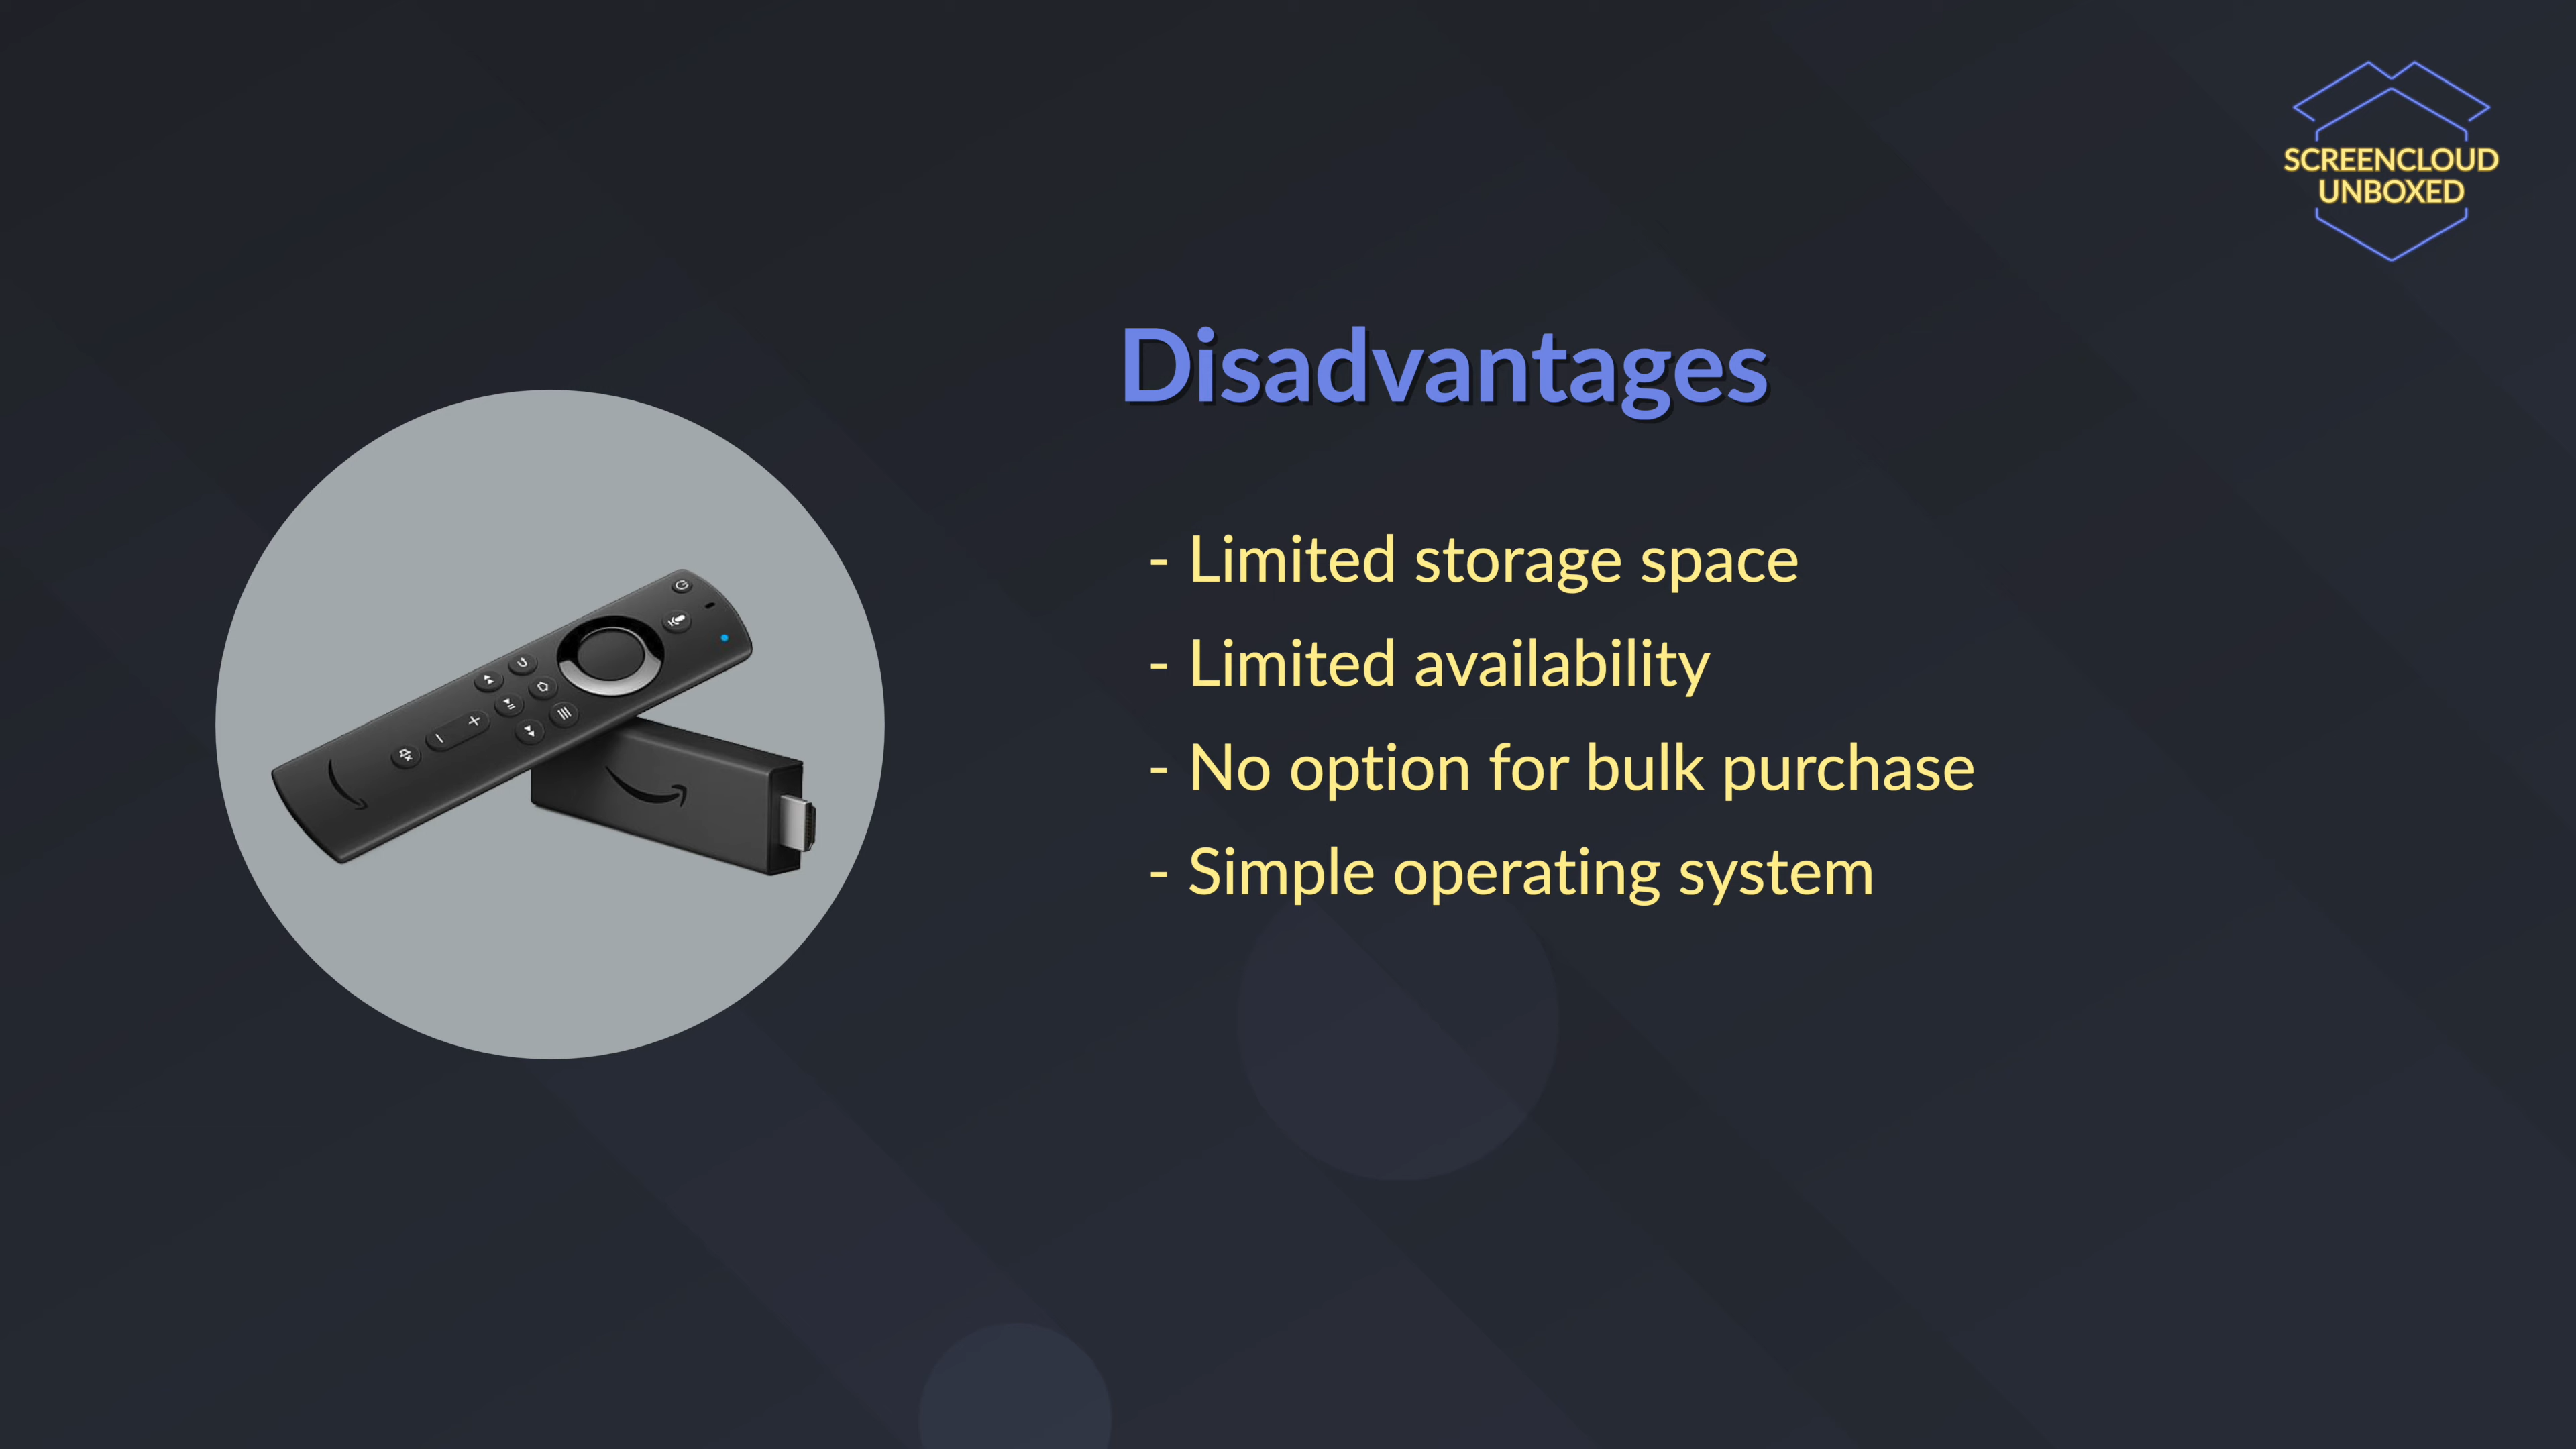 SCREENCLOUD
UNBOXED
Disadvantages
- Limited storage space
- Limited availability
- No option for bulk purchase
- Simple operating system